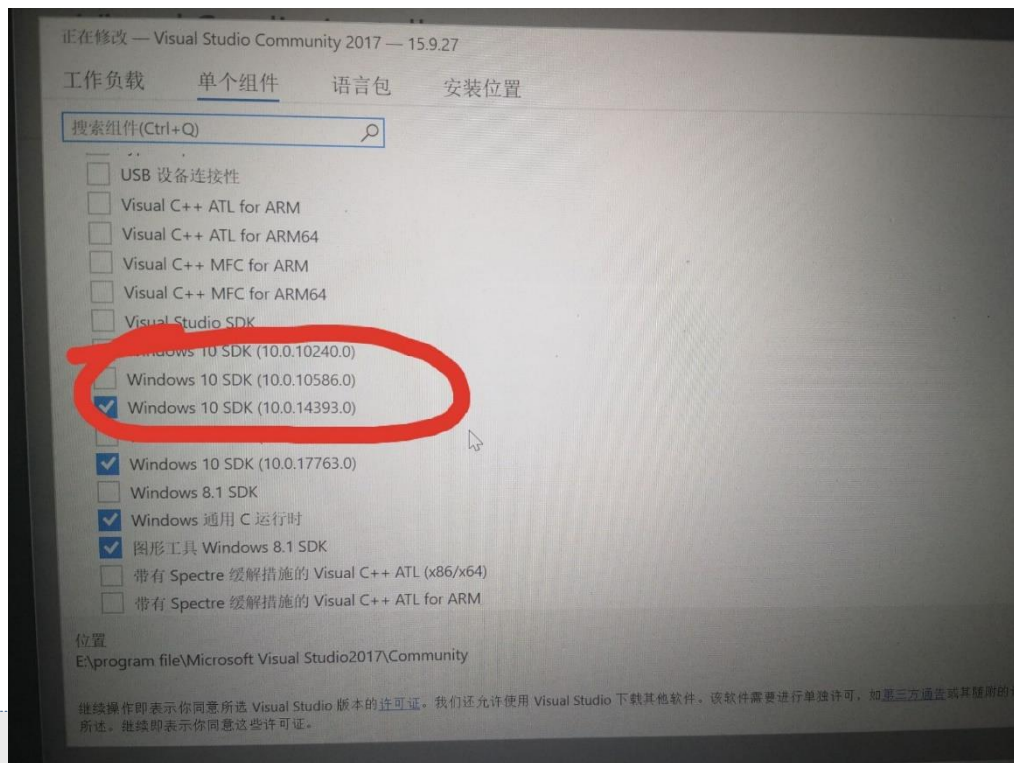 正在修改 — Visual Studio Community 2017 — 15.9.27
工作负载 单个组件 语言包 安装位置
搜索组件(Ctrl+Q)
USB 设备连接性
Visual C++ ATL for ARM
Visual C++ ATL for ARM64
Visual C++ MFC for ARM
Visual C++ MFC for ARM64
Visual Studio SDK
Windows 10 SDK (10.0.10240.0)
Windows 10 SDK (10.0.10586.0)
Windows 10 SDK (10.0.14393.0)
Windows 10 SDK (10.0.17763.0)
Windows 8.1 SDK
Windows 通用 C 运行时
图形工具 Windows 8.1 SDK
带有 Spectre 缓解措施的 Visual C++ ATL (x86/x64)
带有 Spectre 缓解措施的 Visual C++ ATL for ARM
位置
E:\program file\Microsoft Visual Studio2017\Community
继续操作即表示你同意所选 Visual Studio 版本的许可证。我们还允许使用 Visual Studio 下载其他软件。该软件需要进行单独许可，如第三方通告或其随附的
所述。继续即表示你同意这些许可证。